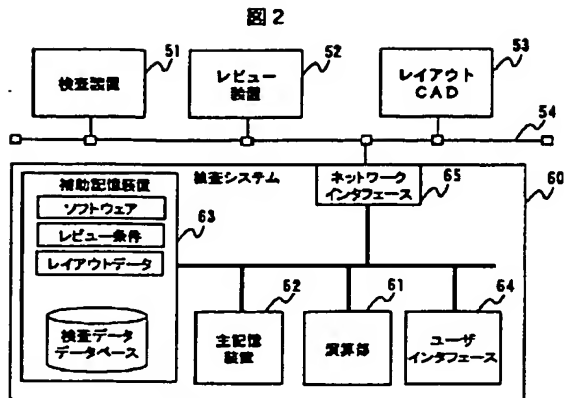 図2
51
52
53
検査装置
レビュー
装置
レイアウト
CAD
54
補助記憶装置
検査システム
ネットワーク
インタフェース
60
ソフトウェア
63
65
レビュー条件
レイアウトデータ
62
61
64
検査データ
データベース
主記憶
装置
演算部
ユーザ
インタフェース